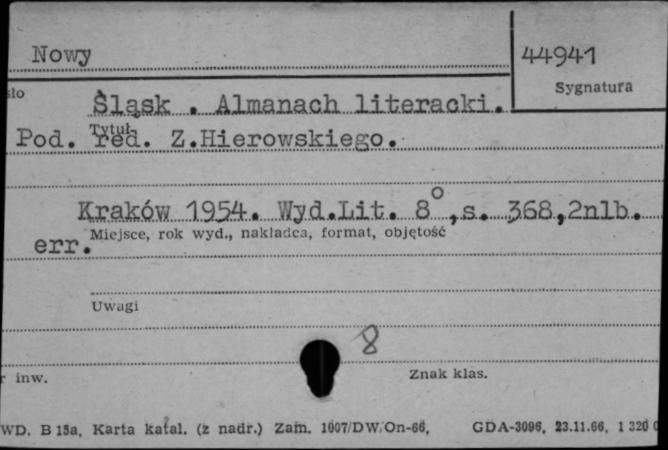 Nowy
44941
Sygnatura
sło
Śląsk . Almanach literacki.
Tytuł
Pod. red. Z.Hierowskiego.
Kraków 1954. Wyd.Lit. 8°,s. 368,2nlb.
Miejsce, rok wyd., nakładca, format, objętość
err.
Uwagi
8
r inw.
Znak klas.
WD. B 15a, Karta katal. (z nadr.) Zam. 1007/DW/On-66, GDA-3096, 23.11.66, 1 320 0